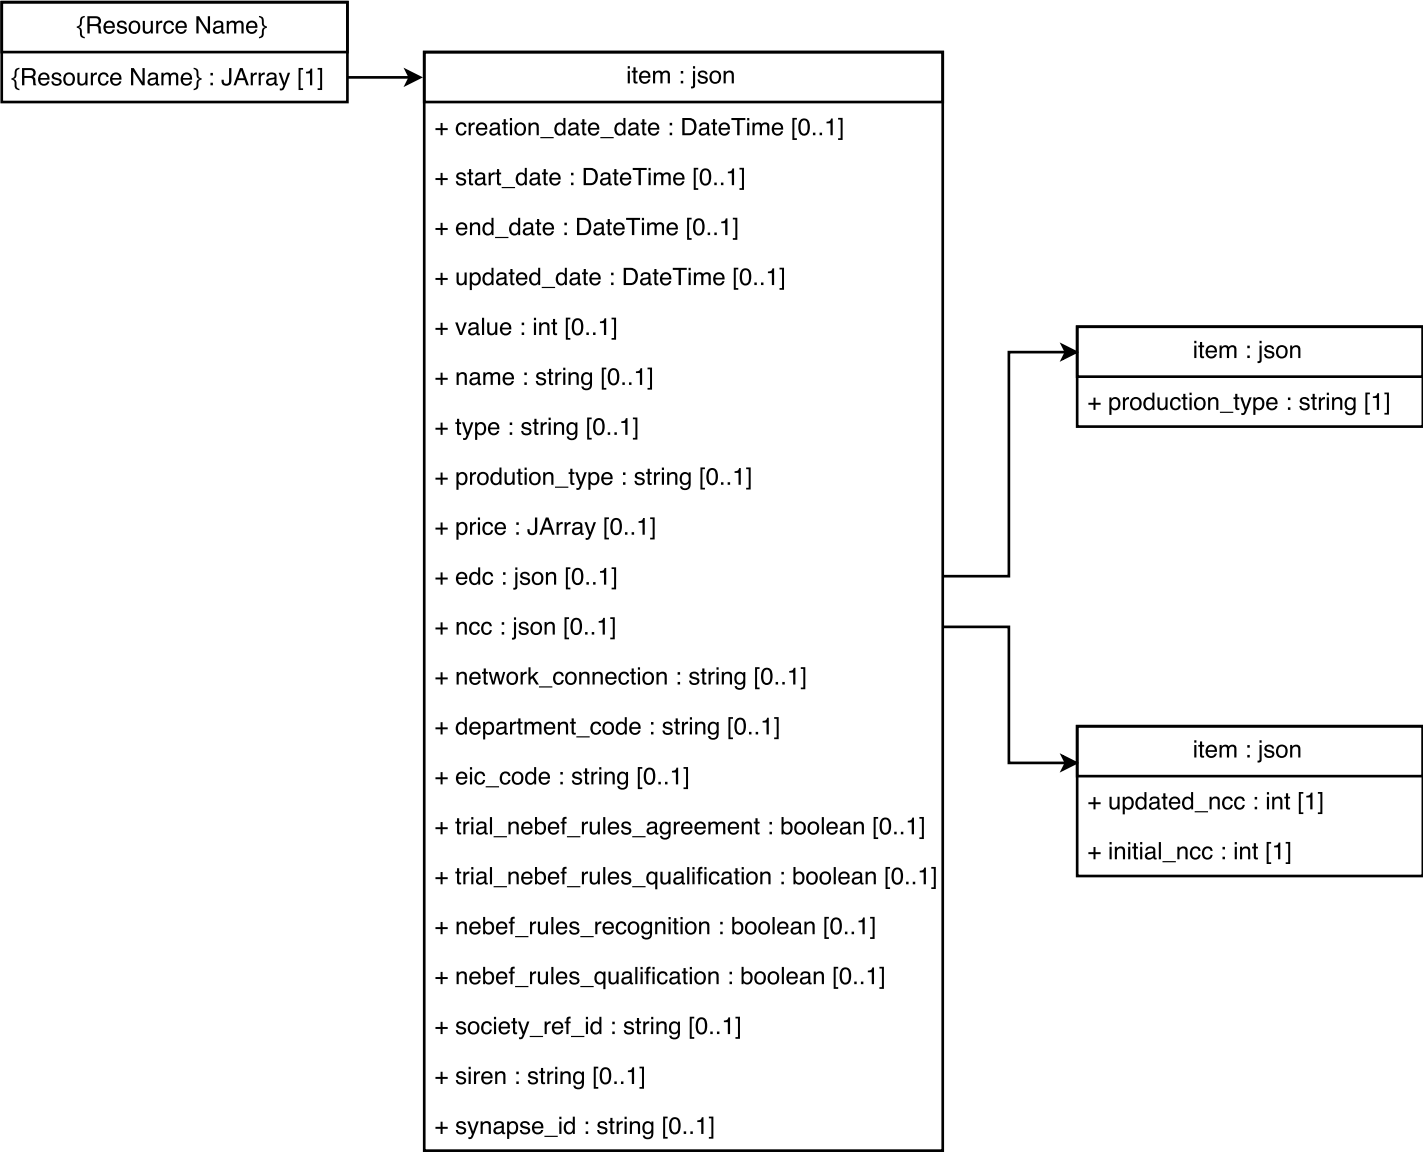 {Resource Name}
{Resource Name} : JArray [1]
item : json
+ creation_date_date : DateTime [0..1]
+ start_date : DateTime [0..1]
+ end_date : DateTime [0..1]
+ updated_date : DateTime [0..1]
+ value : int [0..1]
+ name : string [0..1]
+ type : string [0..1]
+ prodution_type : string [0..1]
+ price : JArray [0..1]
+ edc : json [0..1]
+ ncc : json [0..1]
+ network_connection : string [0..1]
+ department_code : string [0..1]
+ eic_code : string [0..1]
+ trial_nebef_rules_agreement : boolean [0..1]
+ trial_nebef_rules_qualification : boolean [0..1]
+ nebef_rules_recognition : boolean [0..1]
+ nebef_rules_qualification : boolean [0..1]
+ society_ref_id : string [0..1]
+ siren : string [0..1]
+ synapse_id : string [0..1]
item : json
+ production_type : string [1]
item : json
+ updated_ncc : int [1]
+ initial_ncc : int [1]